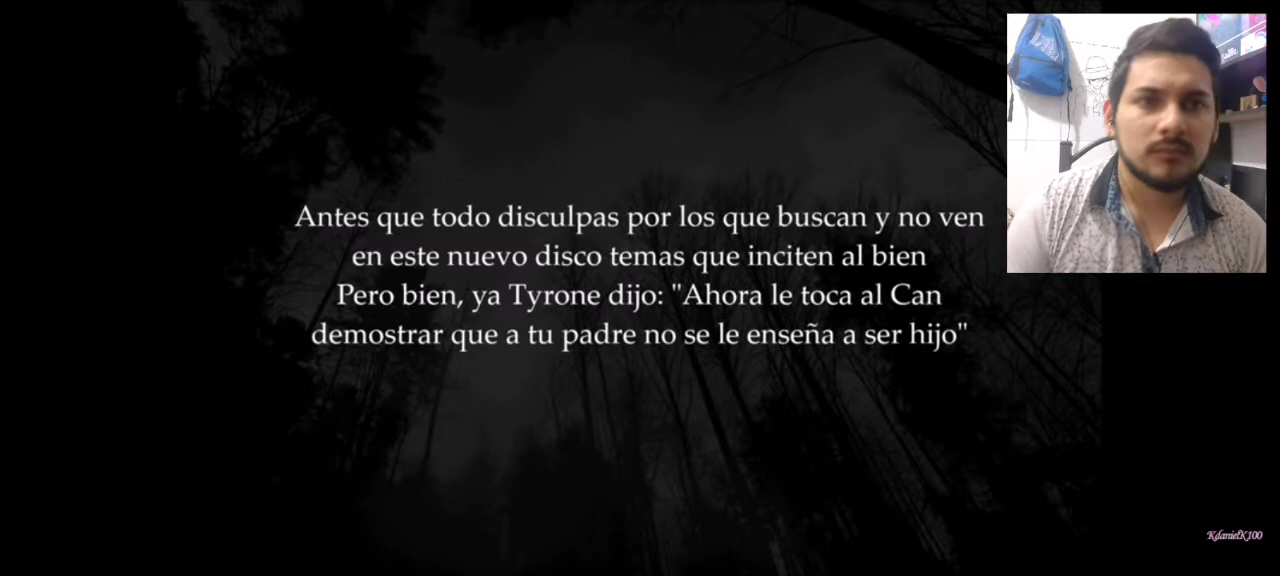 Antes que todo disculpas por los que buscan y no ven
en este nuevo disco temas que inciten al bien
Pero bien, ya Tyrone dijo: "Ahora le toca al Can
demostrar que a tu padre no se le enseña a ser hijo"
KdanielK100